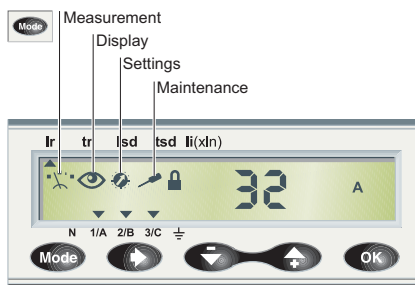 Mode
Measurement
Display
Settings
Maintenance
Ir tr Isd tsd Ii(xIn)
32 A
N 1/A 2/B 3/C
Mode OK